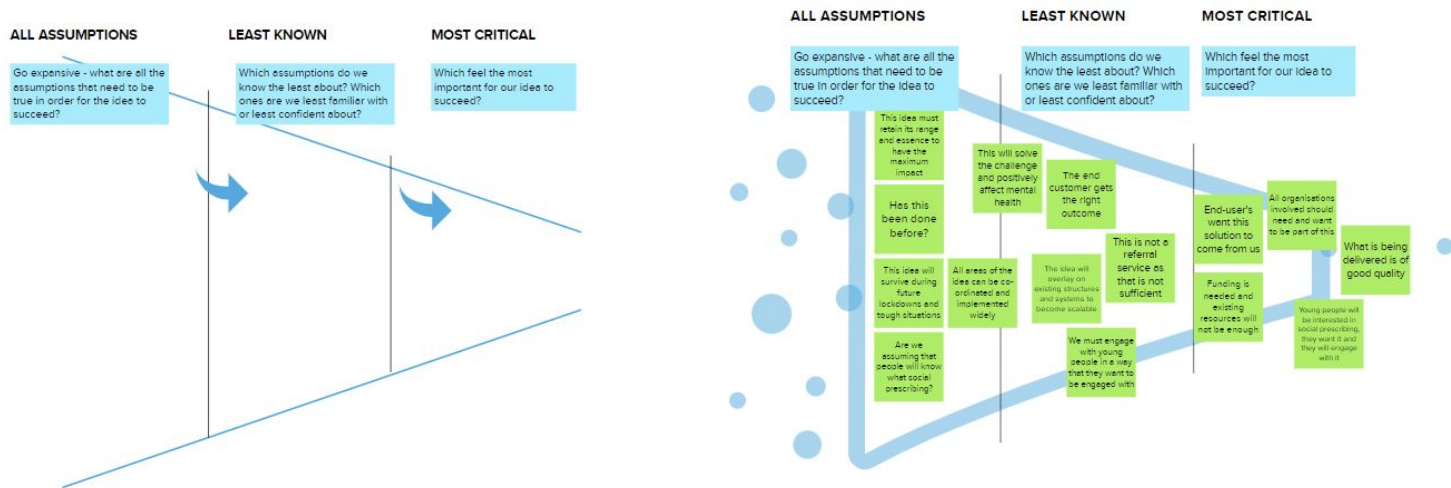 ALL ASSUMPTIONS
LEAST KNOWN
MOST CRITICAL
Go expansive - what are all the
assumptions that need to be
true in order for the idea to
succeed?
Which assumptions do we
know the least about? Which
ones are we least familiar with
or least confident about?
Which feel the most
important for our idea to
succeed?
ALL ASSUMPTIONS
LEAST KNOWN
MOST CRITICAL
Go expansive - what are all the
assumptions that need to be
true in order for the idea to
succeed?
Which assumptions do we
know the least about? Which
ones are we least familiar with
or least confident about?
Which feel the most
important for our idea to
succeed?
This idea must
retain its range
and essence to
have the
maximum
impact
Has this
been done
before?
This idea will
survive during
future
lockdowns and
tough situations
All areas of the
idea can be co-
ordinated and
implemented
widely
Are we
assuming that
people will know
what social
prescribing?
This will solve
the challenge
and positively
affect mental
health
The end
customer gets
the right
outcome
This is not a
referral
service as
that is not
sufficient
The idea will
overlay on
existing structures
and systems to
become scalable
We must engage
with young
people in a way
that they want to
be engaged with
End-user's
want this
solution to
come from us
All organisations
involved should
need and want
to be part of this
What is being
delivered is of
good quality
Funding is
needed and
existing
resources will
not be enough
Young people will
be interested in
social prescribing,
they want it and
they will engage
with it